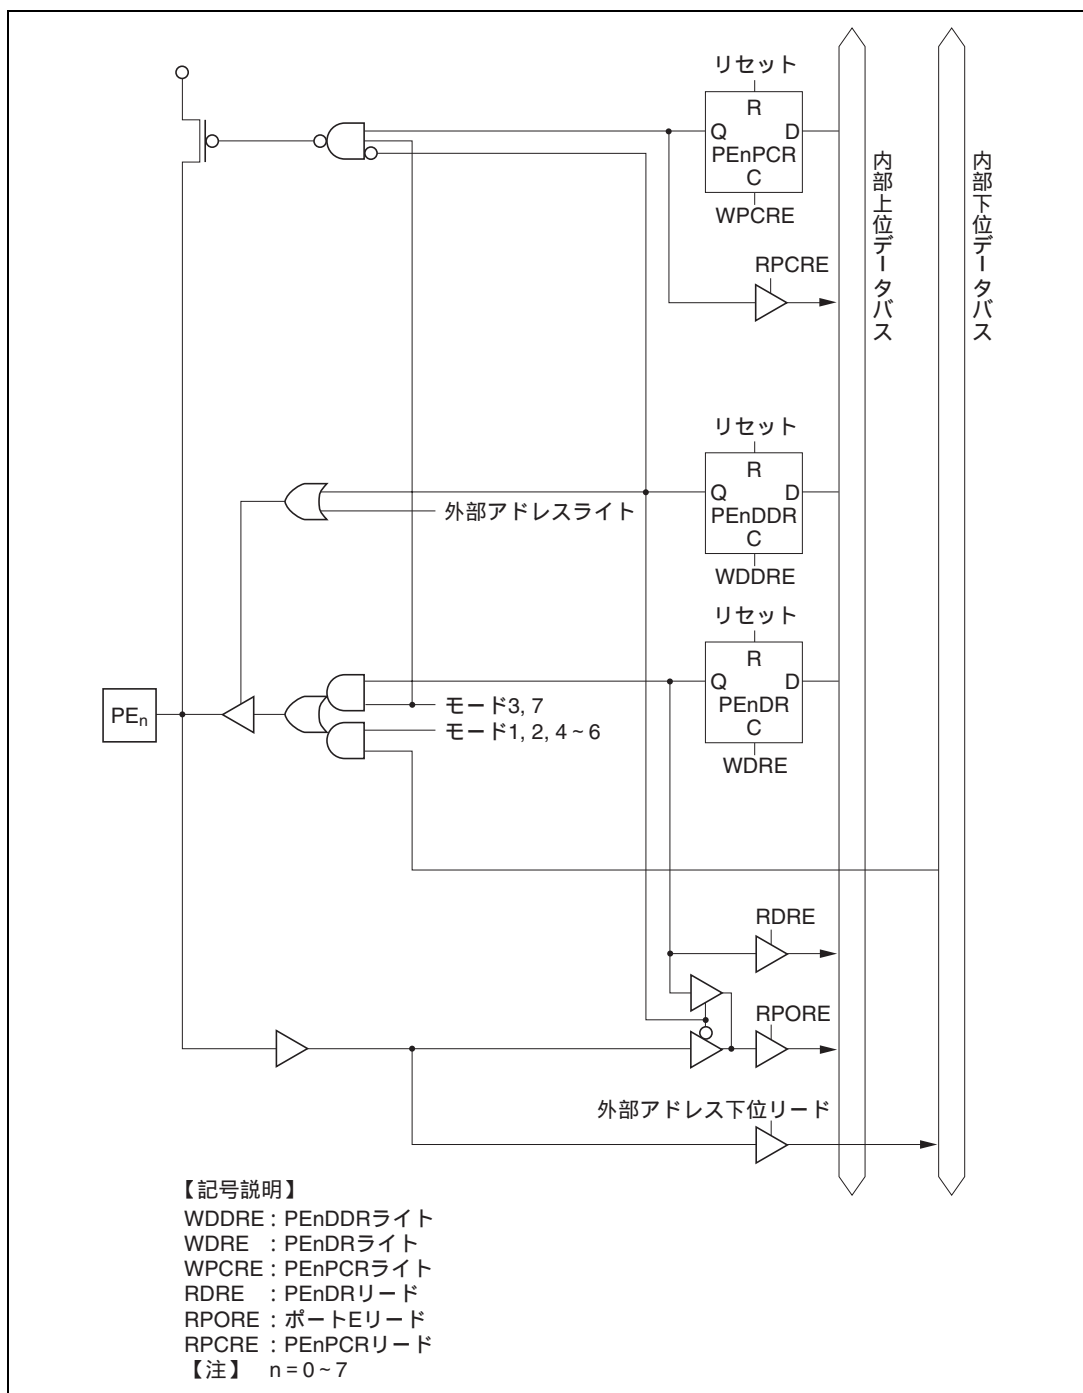 リセット
R
Q D
PEnPCR
C
WPCRE
RPCRE
内部上位データバス
内部下位データバス
リセット
R
Q D
PEnDDR
C
WDDRE
外部アドレスライト
リセット
R
Q D
PEnDR
C
WDRE
PEn
モード3, 7
モード1, 2, 4~6
RDRE
RPORE
外部アドレス下位リード
【記号説明】
WDDRE : PEnDDRライト
WDRE : PEnDRライト
WPCRE : PEnPCRライト
RDRE : PEnDRリード
RPORE : ポートEリード
RPCRE : PEnPCRリード
【注】 n = 0~7